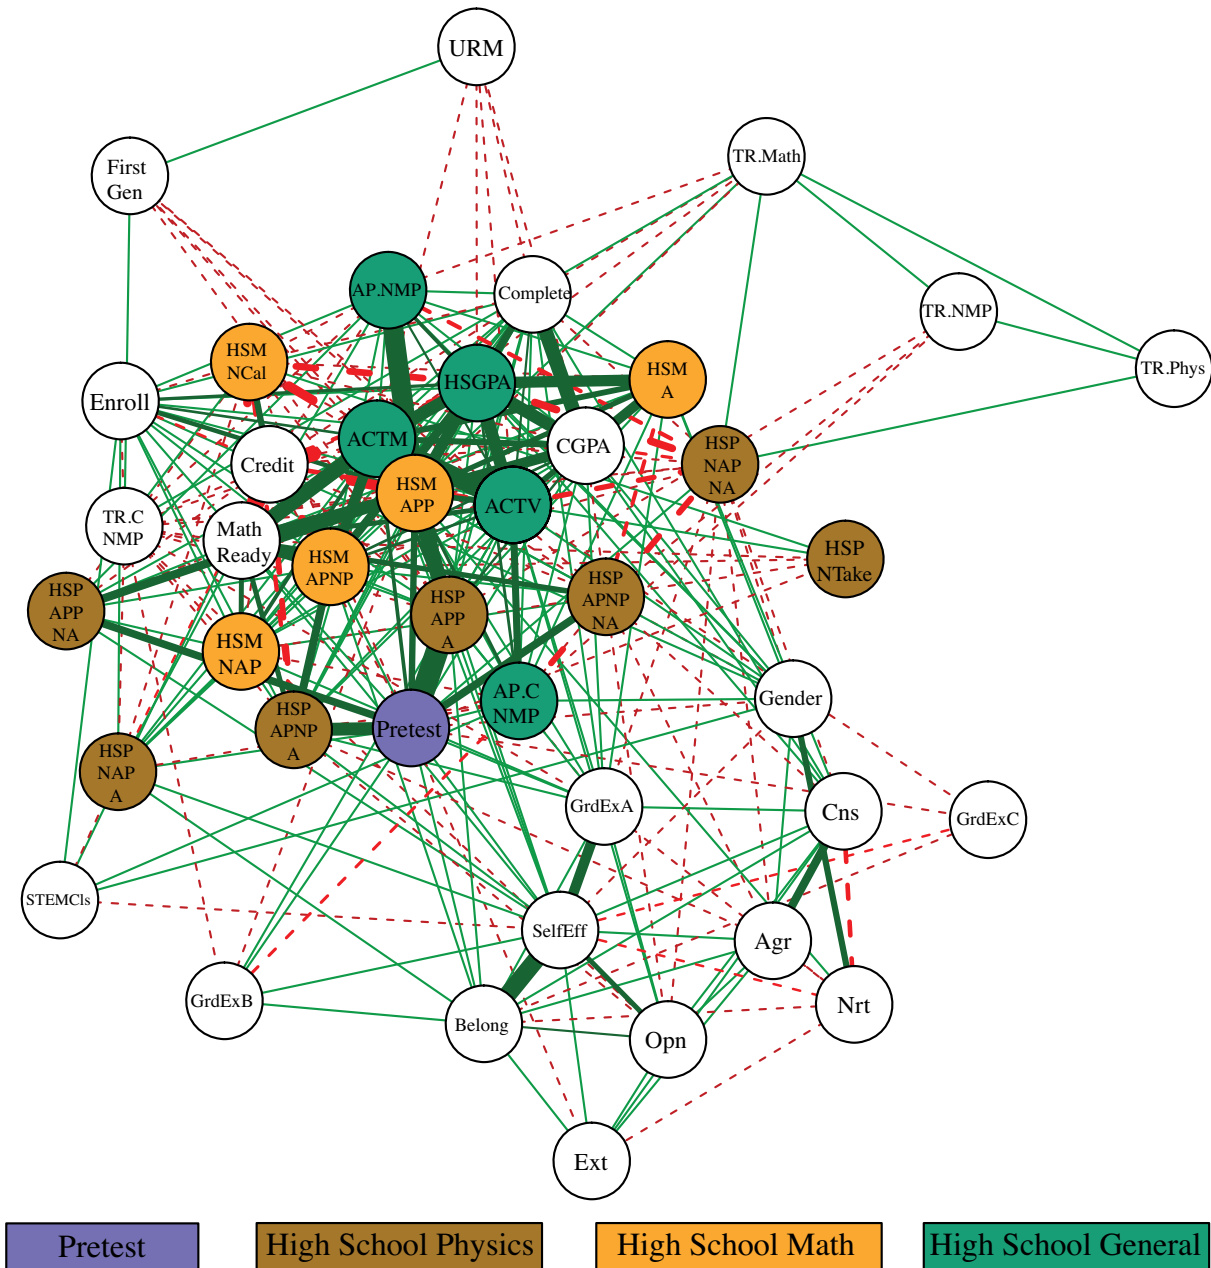 URM
TR.Math
First
Gen
AP.NMP
Complete
TR.NMP
HSM
NCal
TR.Phys
HSGPA
HSM
A
Enroll
ACTM
CGPA
Credit
HSP
NAP
NA
HSM
APP
ACTV
TR.C
NMP
Math
Ready
HSM
APNP
HSP
NTake
HSP
APP
NA
HSP
APP
A
HSP
APNP
NA
HSM
NAP
AP.C
NMP
Gender
HSP
APNP
A
Pretest
HSP
NAP
A
GrdExA
Cns
GrdExC
STEMCls
SelfEff
Agr
GrdExB
Belong
Opn
Nrt
Ext
Pretest
High School Physics
High School Math
High School General